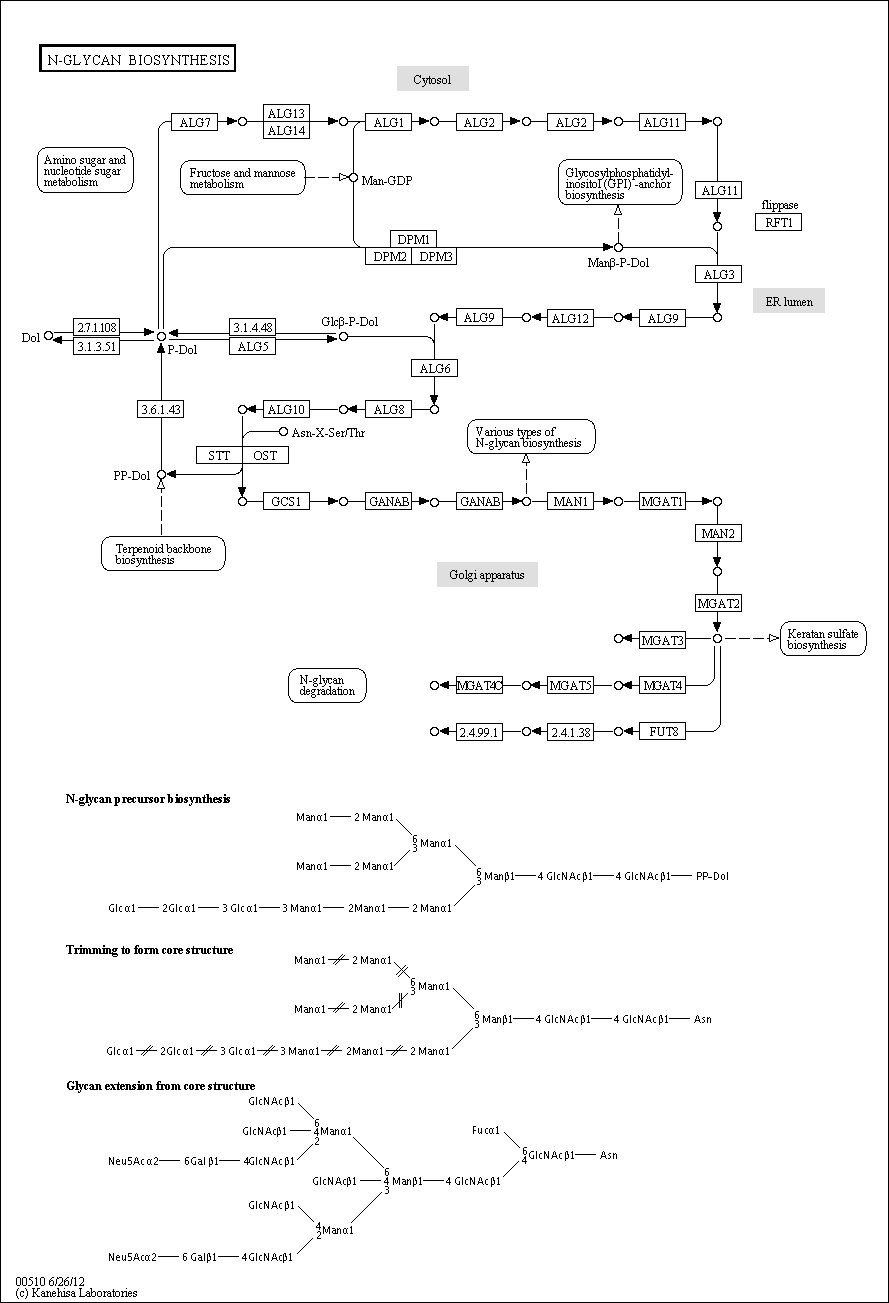 N-GLYCAN BIOSYNTHESIS
Cytosol
ALG7
ALG13
ALG14
ALG1
ALG2
ALG2
ALG11
Amino sugar and
nucleotide sugar
metabolism
Fructose and mannose
metabolism
Man-GDP
Glycosylphosphatidyl-
inositol (GPI) -anchor
biosynthesis
ALG11
flippase
RFT1
DPM1
DPM2
DPM3
Manβ-P-Dol
ALG3
ER lumen
Dol
2.7.1.108
3.1.3.51
P-Dol
3.1.4.48
ALG5
Glcβ-P-Dol
ALG9
ALG12
ALG9
ALG6
3.6.1.43
ALG10
ALG8
Asn-X-Ser/Thr
STT
OST
Various types of
N-glycan biosynthesis
PP-Dol
GCS1
GANAB
GANAB
MAN1
MGAT1
MAN2
Terpenoid backbone
biosynthesis
Golgi apparatus
MGAT2
MGAT3
Keratan sulfate
biosynthesis
N-glycan
degradation
MGAT4C
MGAT5
MGAT4
2.4.99.1
2.4.1.38
FUT8
N-glycan precursor biosynthesis
Manα1 2 Manα1
6
3 Manα1
Manα1 2 Manα1
6
3 Manβ1 4 GlcNAcβ1 4 GlcNAcβ1 PP-Dol
Glcα1 2Glcα1 3 Glcα1 3 Manα1 2Manα1 2 Manα1
Trimming to form core structure
Manα1 2 Manα1
6
3 Manα1
Manα1 2 Manα1
6
3 Manβ1 4 GlcNAcβ1 4 GlcNAcβ1 Asn
Glcα1 2Glcα1 3 Glcα1 3 Manα1 2Manα1 2 Manα1
Glycan extension from core structure
GlcNAcβ1
6
GlcNAcβ1 4Manα1
2
Fucα1
6
4GlcNAcβ1 Asn
Neu5Acα2 6Galβ1 4GlcNAcβ1
6
GlcNAcβ1 4 Manβ1 4 GlcNAcβ1
3
GlcNAcβ1
4
2Manα1
Neu5Acα2 6 Galβ1 4GlcNAcβ1
00510 6/26/12
(c) Kanehisa Laboratories